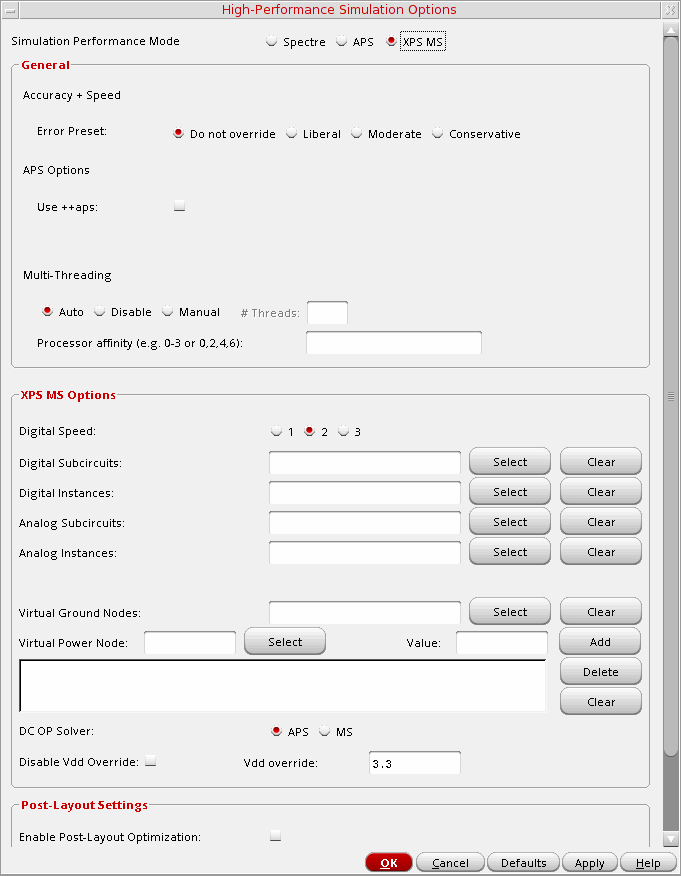 High-Performance Simulation Options
Simulation Performance Mode Spectre APS XPS MS
General
Accuracy + Speed
Error Preset: Do not override Liberal Moderate Conservative
APS Options
Use ++aps:
Multi-Threading
Auto Disable Manual # Threads:
Processor affinity (e.g. 0-3 or 0,2,4,6):
XPS MS Options
Digital Speed: 1 2 3
Digital Subcircuits: Select Clear
Digital Instances: Select Clear
Analog Subcircuits: Select Clear
Analog Instances: Select Clear
Virtual Ground Nodes: Select Clear
Virtual Power Node: Select Value: Add
Delete
Clear
DC OP Solver: APS MS
Disable Vdd Override: Vdd override: 3.3
Post-Layout Settings
Enable Post-Layout Optimization:
OK Cancel Defaults Apply Help